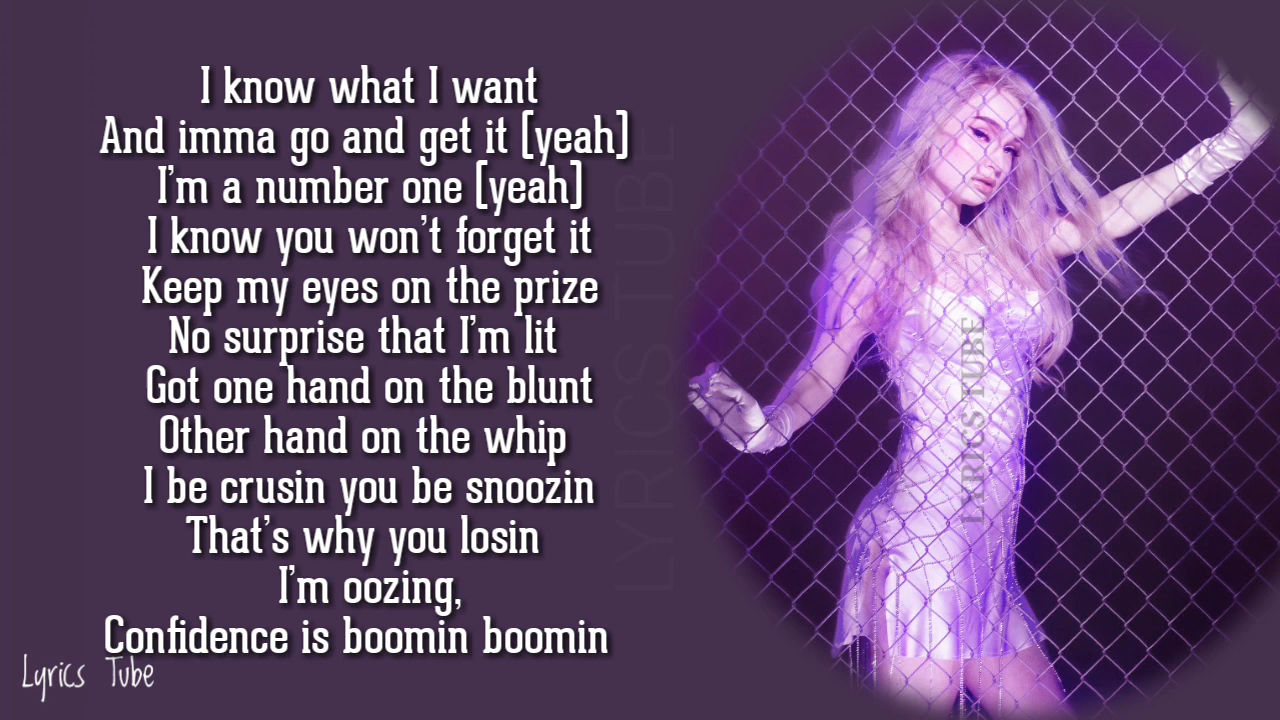 I know what I want
And imma go and get it [yeah]
I'm a number one [yeah]
I know you won't forget it
Keep my eyes on the prize
No surprise that I'm lit
Got one hand on the blunt
Other hand on the whip
I be crusin you be snoozin
That's why you losin
I'm oozing,
Confidence is boomin boomin
Lyrics Tube
LYRICS TUBE
LYRICS TUBE